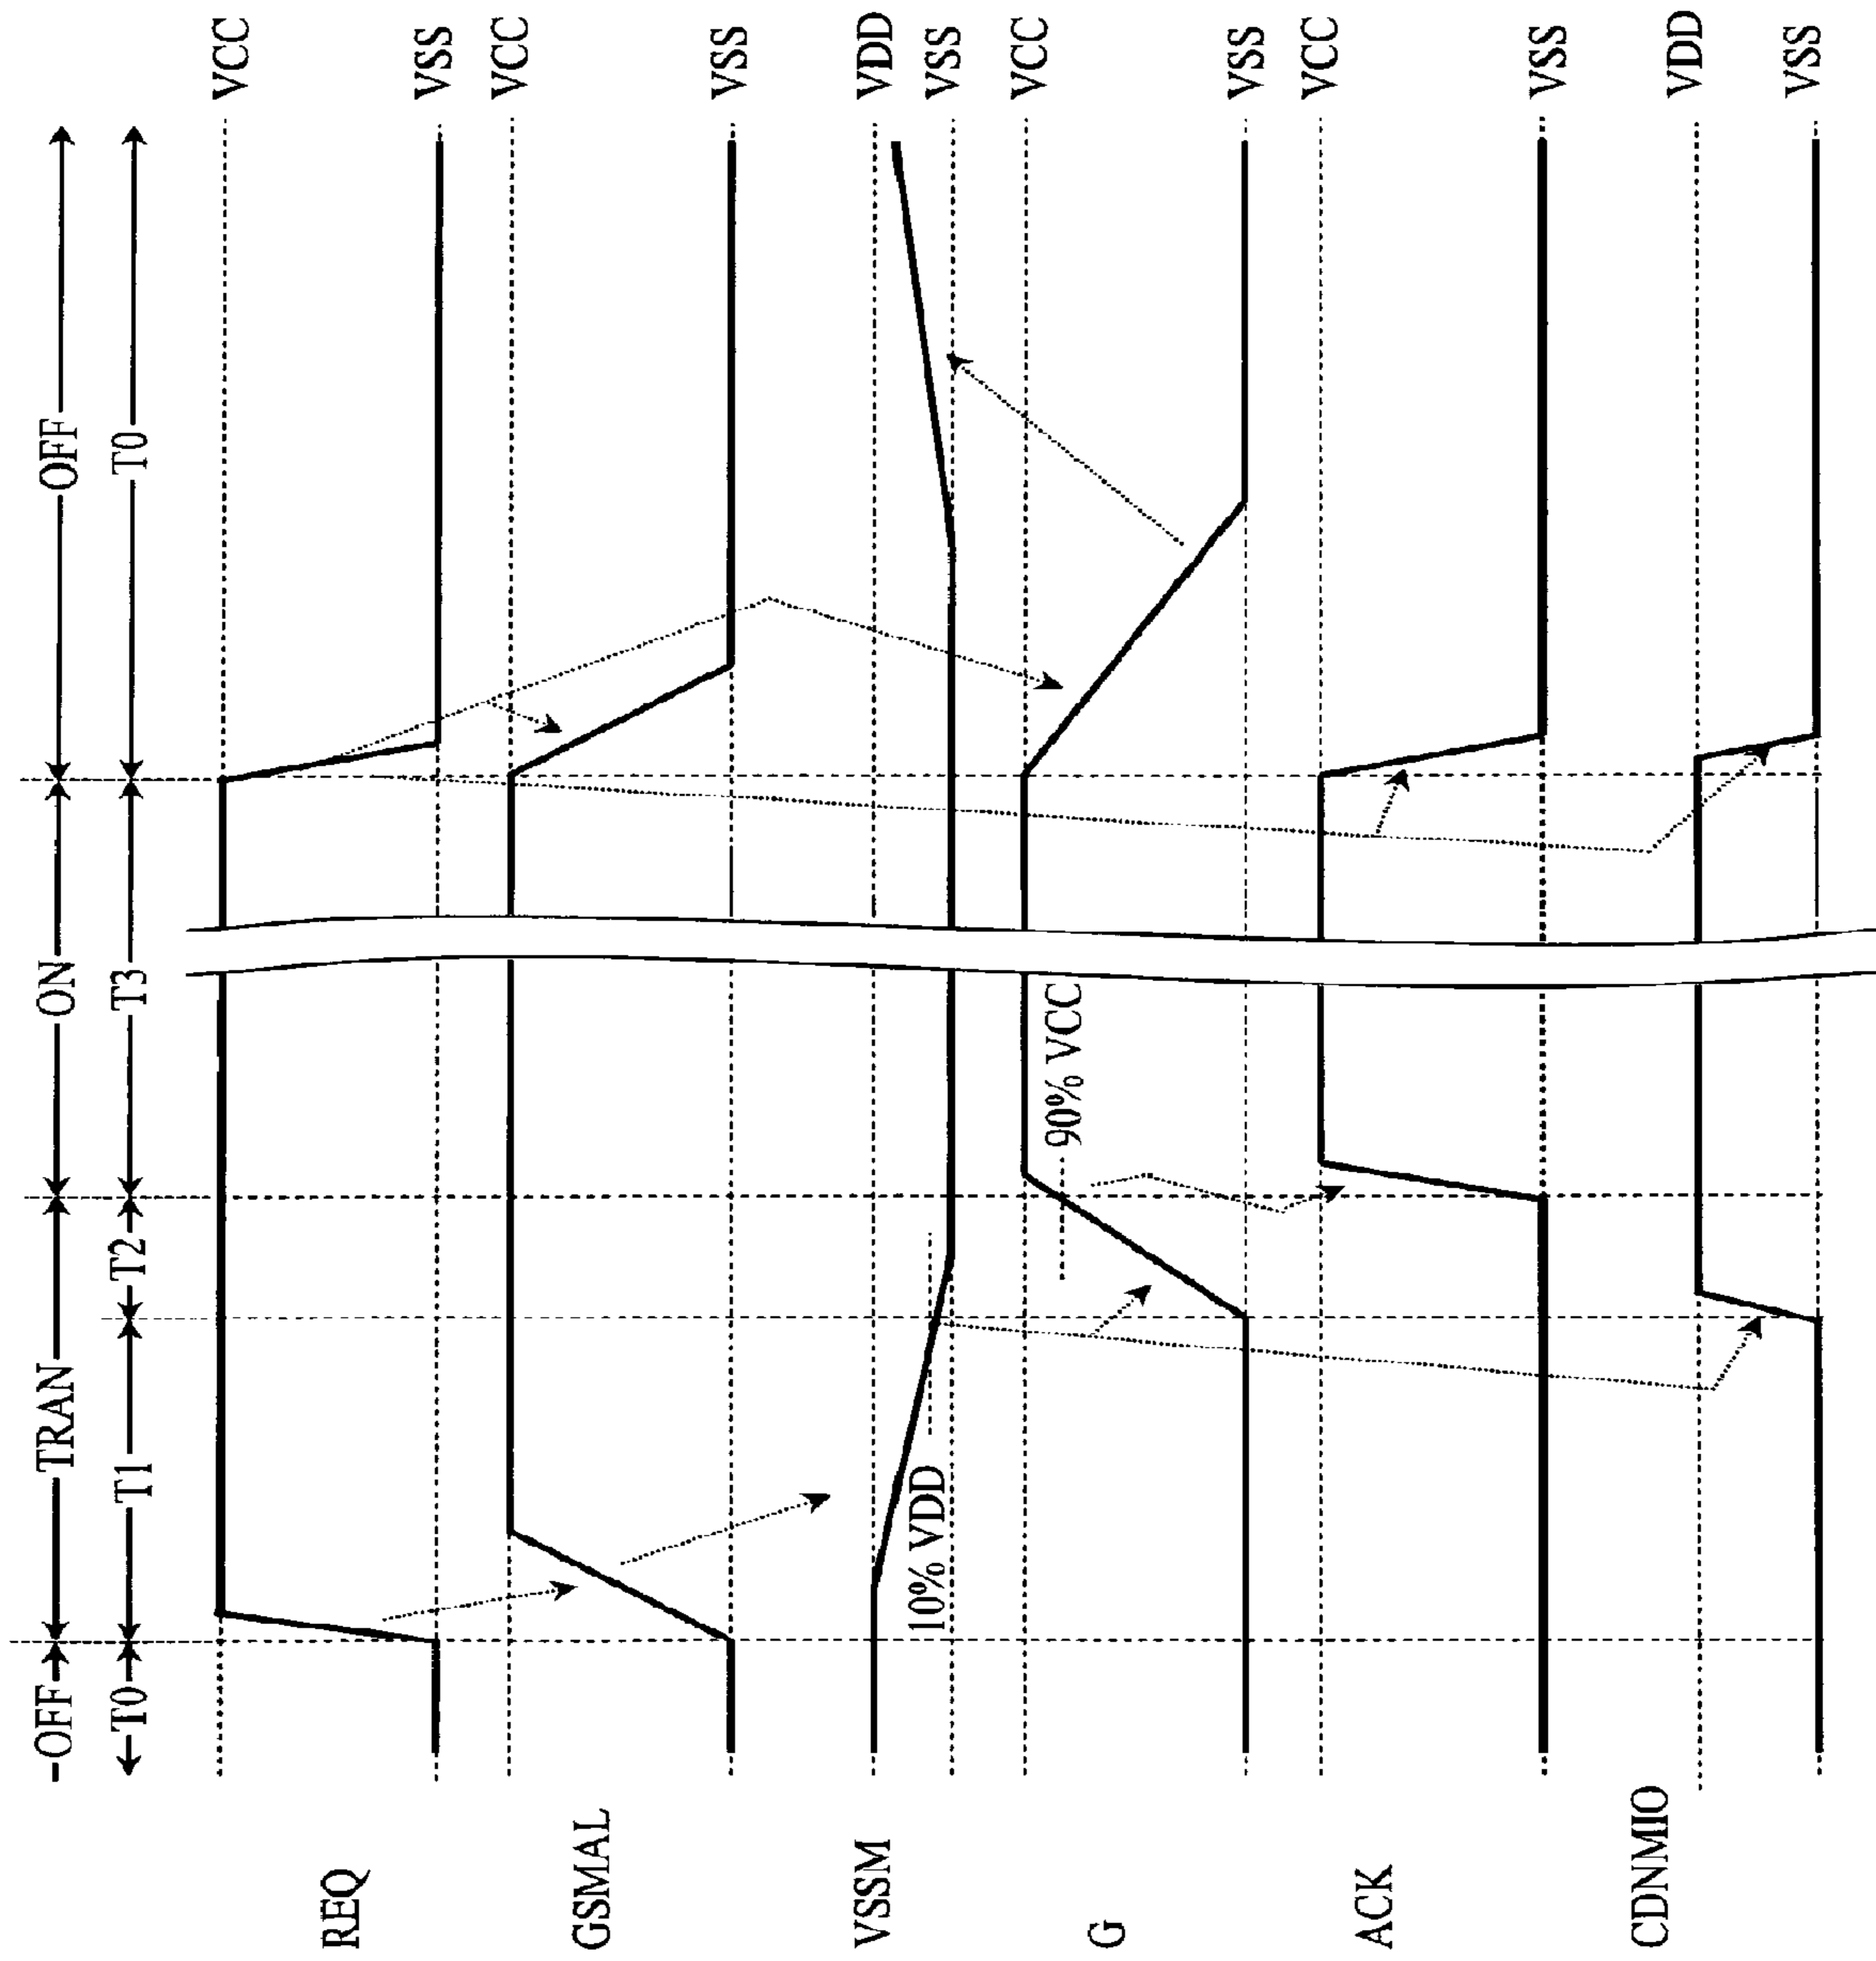 OFF TRAN ON OFF
T0 T1 T2 T3 T0
REQ VCC
VSS
GSMAL VCC
VSS
VSSM VDD
10% VDD VSS
G VCC
90% VCC
VSS
ACK VCC
VSS
CDNMIO VDD
VSS